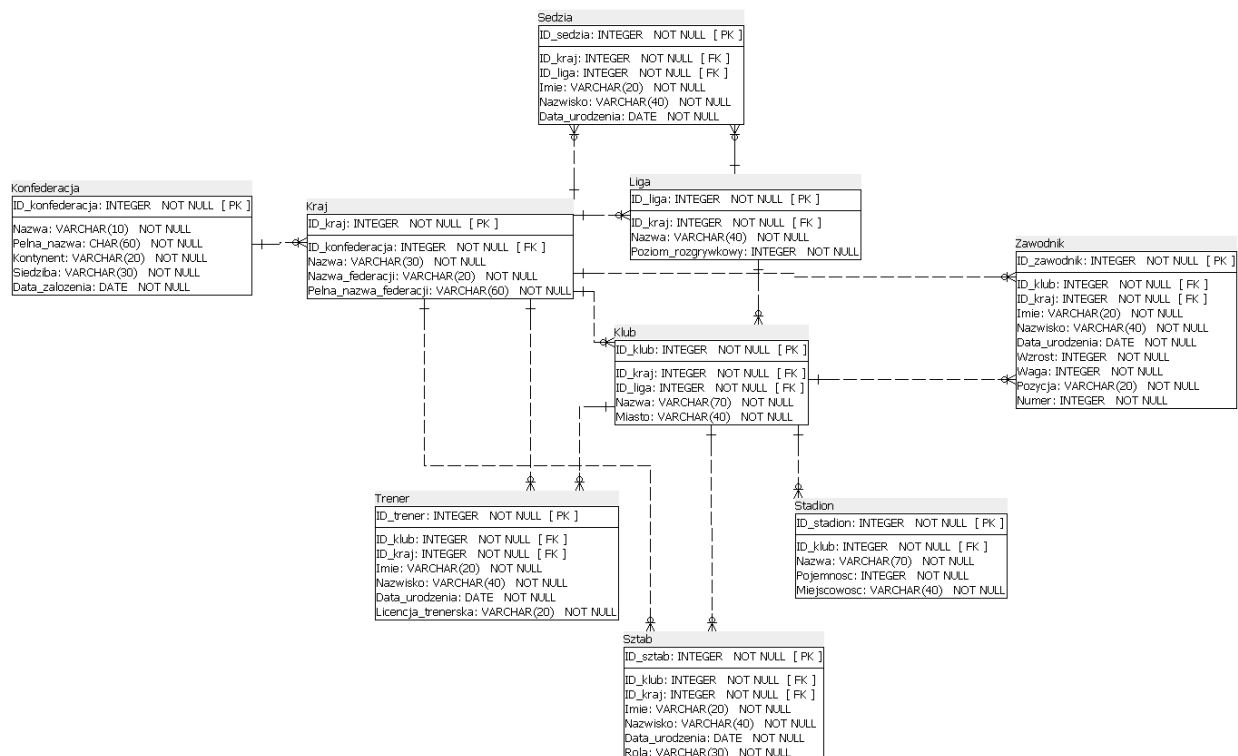 Sedzia
ID_sedzia: INTEGER NOT NULL [ PK ]
ID_kraj: INTEGER NOT NULL [ FK ]
ID_liga: INTEGER NOT NULL [ FK ]
Imie: VARCHAR(20) NOT NULL
Nazwisko: VARCHAR(40) NOT NULL
Data_urodzenia: DATE NOT NULL
Konfederacja
ID_konfederacja: INTEGER NOT NULL [ PK ]
Nazwa: VARCHAR(10) NOT NULL
Pelna_nazwa: CHAR(60) NOT NULL
Kontynent: VARCHAR(20) NOT NULL
Siedziba: VARCHAR(30) NOT NULL
Data_zalozenia: DATE NOT NULL
Kraj
ID_kraj: INTEGER NOT NULL [ PK ]
ID_konfederacja: INTEGER NOT NULL [ FK ]
Nazwa: VARCHAR(30) NOT NULL
Nazwa_federacji: VARCHAR(20) NOT NULL
Pelna_nazwa_federacji: VARCHAR(60) NOT NULL
Liga
ID_liga: INTEGER NOT NULL [ PK ]
ID_kraj: INTEGER NOT NULL [ FK ]
Nazwa: VARCHAR(40) NOT NULL
Poziom_rozgrywkowy: INTEGER NOT NULL
Zawodnik
ID_zawodnik: INTEGER NOT NULL [ PK ]
ID_klub: INTEGER NOT NULL [ FK ]
ID_kraj: INTEGER NOT NULL [ FK ]
Imie: VARCHAR(20) NOT NULL
Nazwisko: VARCHAR(40) NOT NULL
Data_urodzenia: DATE NOT NULL
Wzrost: INTEGER NOT NULL
Waga: INTEGER NOT NULL
Pozycja: VARCHAR(20) NOT NULL
Numer: INTEGER NOT NULL
Klub
ID_klub: INTEGER NOT NULL [ PK ]
ID_kraj: INTEGER NOT NULL [ FK ]
ID_liga: INTEGER NOT NULL [ FK ]
Nazwa: VARCHAR(70) NOT NULL
Miasto: VARCHAR(40) NOT NULL
Trener
ID_trener: INTEGER NOT NULL [ PK ]
ID_klub: INTEGER NOT NULL [ FK ]
ID_kraj: INTEGER NOT NULL [ FK ]
Imie: VARCHAR(20) NOT NULL
Nazwisko: VARCHAR(40) NOT NULL
Data_urodzenia: DATE NOT NULL
Licencja_trenerska: VARCHAR(20) NOT NULL
Stadion
ID_stadion: INTEGER NOT NULL [ PK ]
ID_klub: INTEGER NOT NULL [ FK ]
Nazwa: VARCHAR(70) NOT NULL
Pojemnosc: INTEGER NOT NULL
Miejscowosc: VARCHAR(40) NOT NULL
Sztab
ID_sztab: INTEGER NOT NULL [ PK ]
ID_klub: INTEGER NOT NULL [ FK ]
ID_kraj: INTEGER NOT NULL [ FK ]
Imie: VARCHAR(20) NOT NULL
Nazwisko: VARCHAR(40) NOT NULL
Data_urodzenia: DATE NOT NULL
Rola: VARCHAR(30) NOT NULL